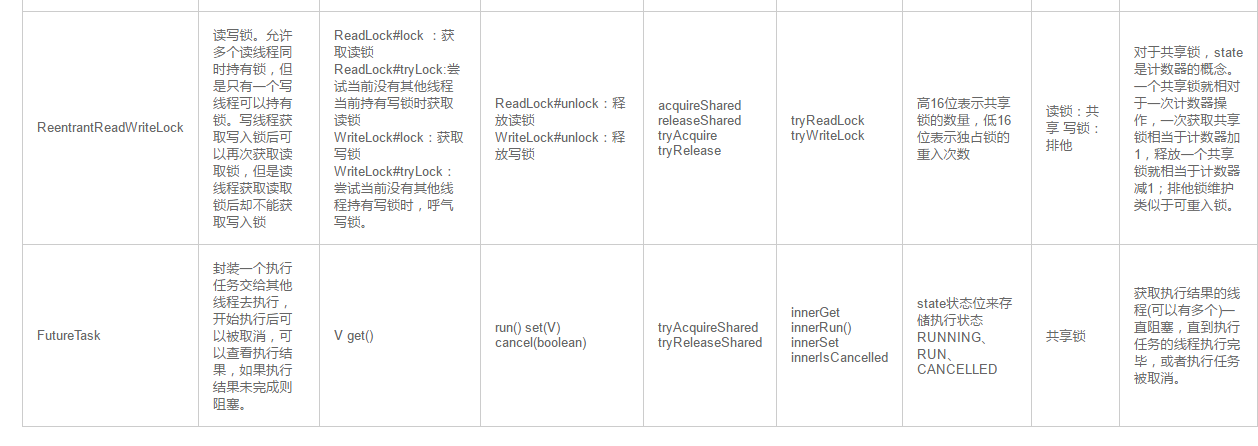 ReentrantReadWriteLock
读写锁。允许
多个读线程同
时持有锁，但
是只有一个写
线程可以持有
锁。写线程获
取写入锁后可
以再次获取读
取锁，但是读
线程获取读取
锁后却不能获
取写入锁
ReadLock#lock ：获
取读锁
ReadLock#tryLock:尝
试当前没有其他线程
当前持有写锁时获取
读锁
WriteLock#lock：获取
写锁
WriteLock#tryLock：
尝试当前没有其他线
程持有写锁时，呼气
写锁。
ReadLock#unlock：释
放读锁
WriteLock#unlock：释
放写锁
acquireShared
releaseShared
tryAcquire
tryRelease
tryReadLock
tryWriteLock
高16位表示共享
锁的数量，低16
位表示独占锁的
重入次数
读锁：共
享 写锁：
排他
对于共享锁，state
是计数器的概念。
一个共享锁就相对
于一次计数器操
作，一次获取共享
锁相当于计数器加
1，释放一个共享
锁就相当于计数器
减1；排他锁维护
类似于可重入锁。
FutureTask
封装一个执行
任务交给其他
线程去执行，
开始执行后可
以被取消，可
以查看执行结
果，如果执行
结果未完成则
阻塞。
V get()
run() set(V)
cancel(boolean)
tryAcquireShared
tryReleaseShared
innerGet
innerRun()
innerSet
innerIsCancelled
state状态位来存
储执行状态
RUNNING、
RUN、
CANCELLED
共享锁
获取执行结果的线
程(可以有多个)一
直阻塞，直到执行
任务的线程执行完
毕，或者执行任务
被取消。